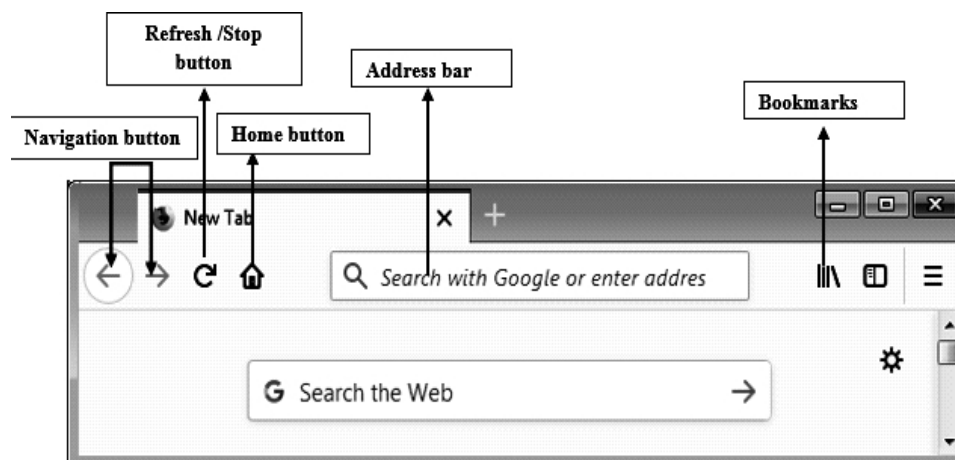 Refresh /Stop
button
Address bar
Bookmarks
Navigation button
Home button
New Tab
Search with Google or enter addres
G Search the Web